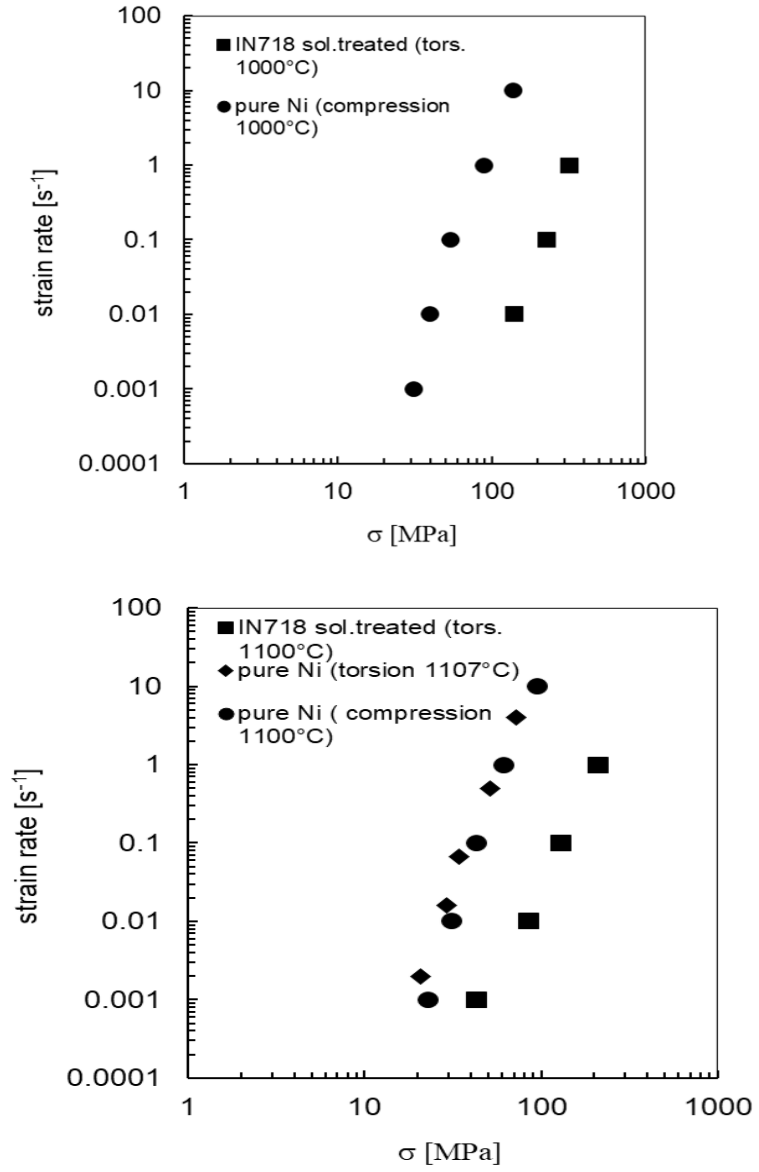 100
10
1
0.1
0.01
0.001
0.0001
strain rate [s⁻¹]
IN718 sol.treated (tors.
1000°C)
pure Ni (compression
1000°C)
1
10
100
1000
σ [MPa]
100
10
1
0.1
0.01
0.001
0.0001
strain rate [s⁻¹]
IN718 sol.treated (tors.
1100°C)
pure Ni (torsion 1107°C)
pure Ni ( compression
1100°C)
1
10
100
1000
σ [MPa]